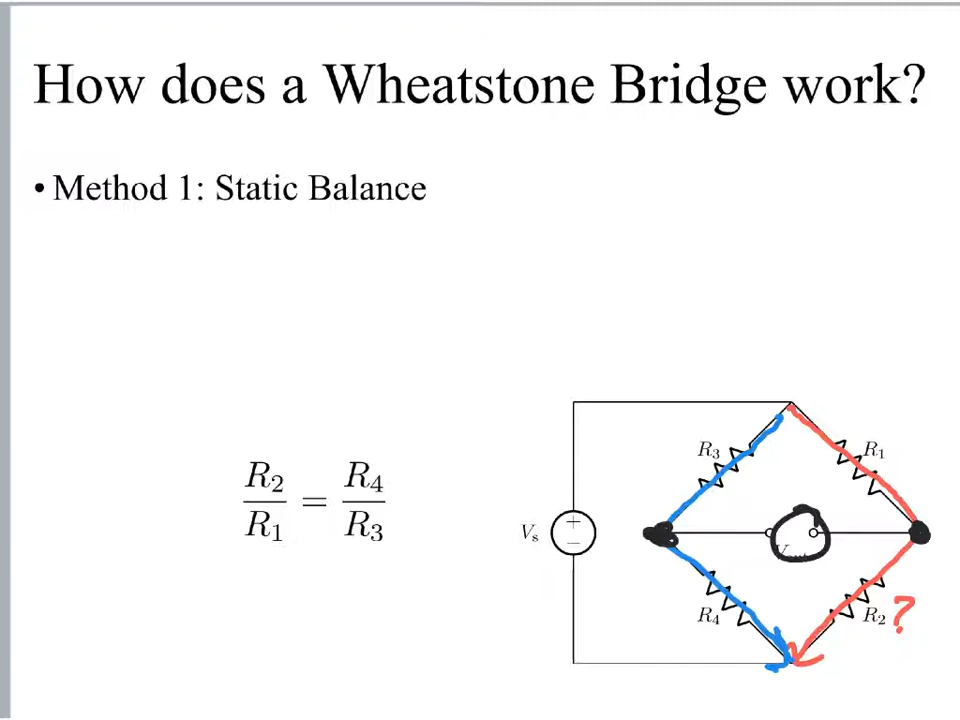 How does a Wheatstone Bridge work?
• Method 1: Static Balance
R₂/R₁ = R₄/R₃
R₃ R₁
Vs + −
R₄ R₂ ?